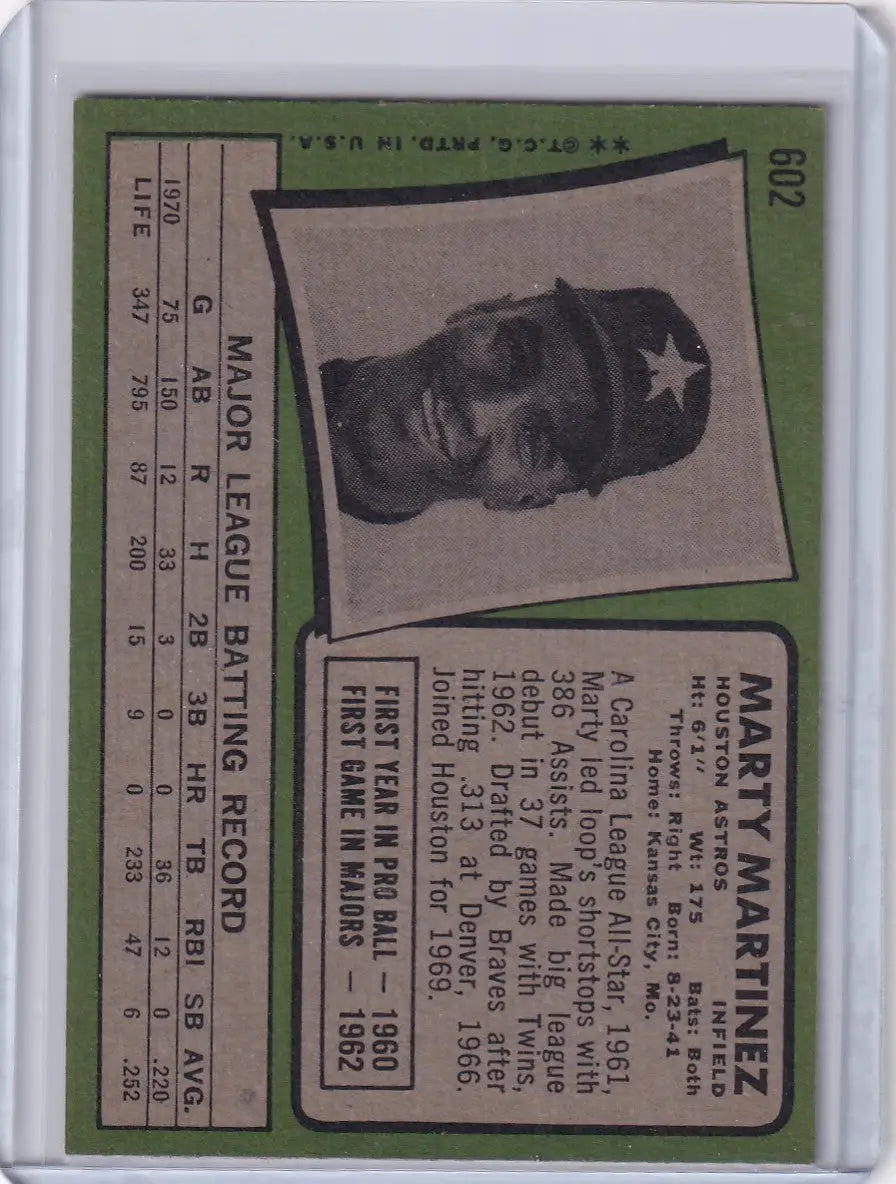 602
MARTY MARTINEZ
HOUSTON ASTROS INFIELD
Ht: 6'1" Wt: 175 Bats: Both
Throws: Right Born: 8-23-41
Home: Kansas City, Mo.
A Carolina League All-Star, 1961,
Marty led loop's shortstops with
386 Assists. Made big league
debut in 37 games with Twins,
1962. Drafted by Braves after
hitting .313 at Denver, 1966.
Joined Houston for 1969.
FIRST YEAR IN PRO BALL — 1960
FIRST GAME IN MAJORS — 1962
** ©T.C.G. PRTD. IN U.S.A.
MAJOR LEAGUE BATTING RECORD
G AB R H 2B 3B HR TB RBI SB AVG.
1970 75 150 12 33 3 0 0 36 12 0 .220
LIFE 347 795 87 200 15 9 0 233 47 6 .252